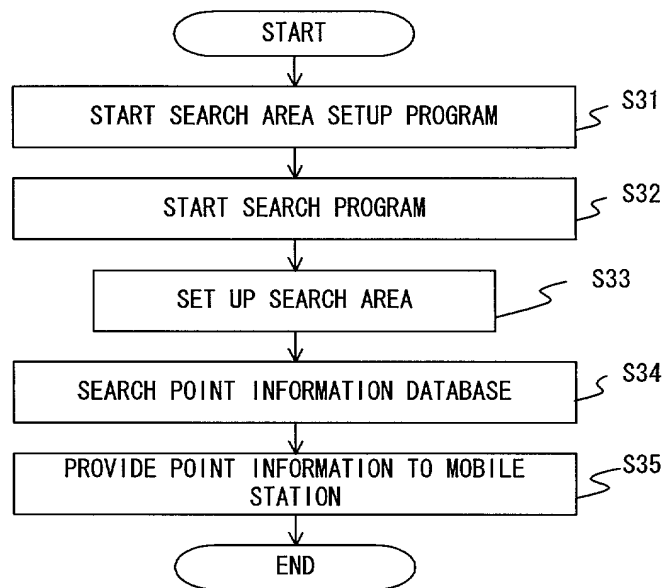 START
START SEARCH AREA SETUP PROGRAM
S31
START SEARCH PROGRAM
S32
SET UP SEARCH AREA
S33
SEARCH POINT INFORMATION DATABASE
S34
PROVIDE POINT INFORMATION TO MOBILE
STATION
S35
END